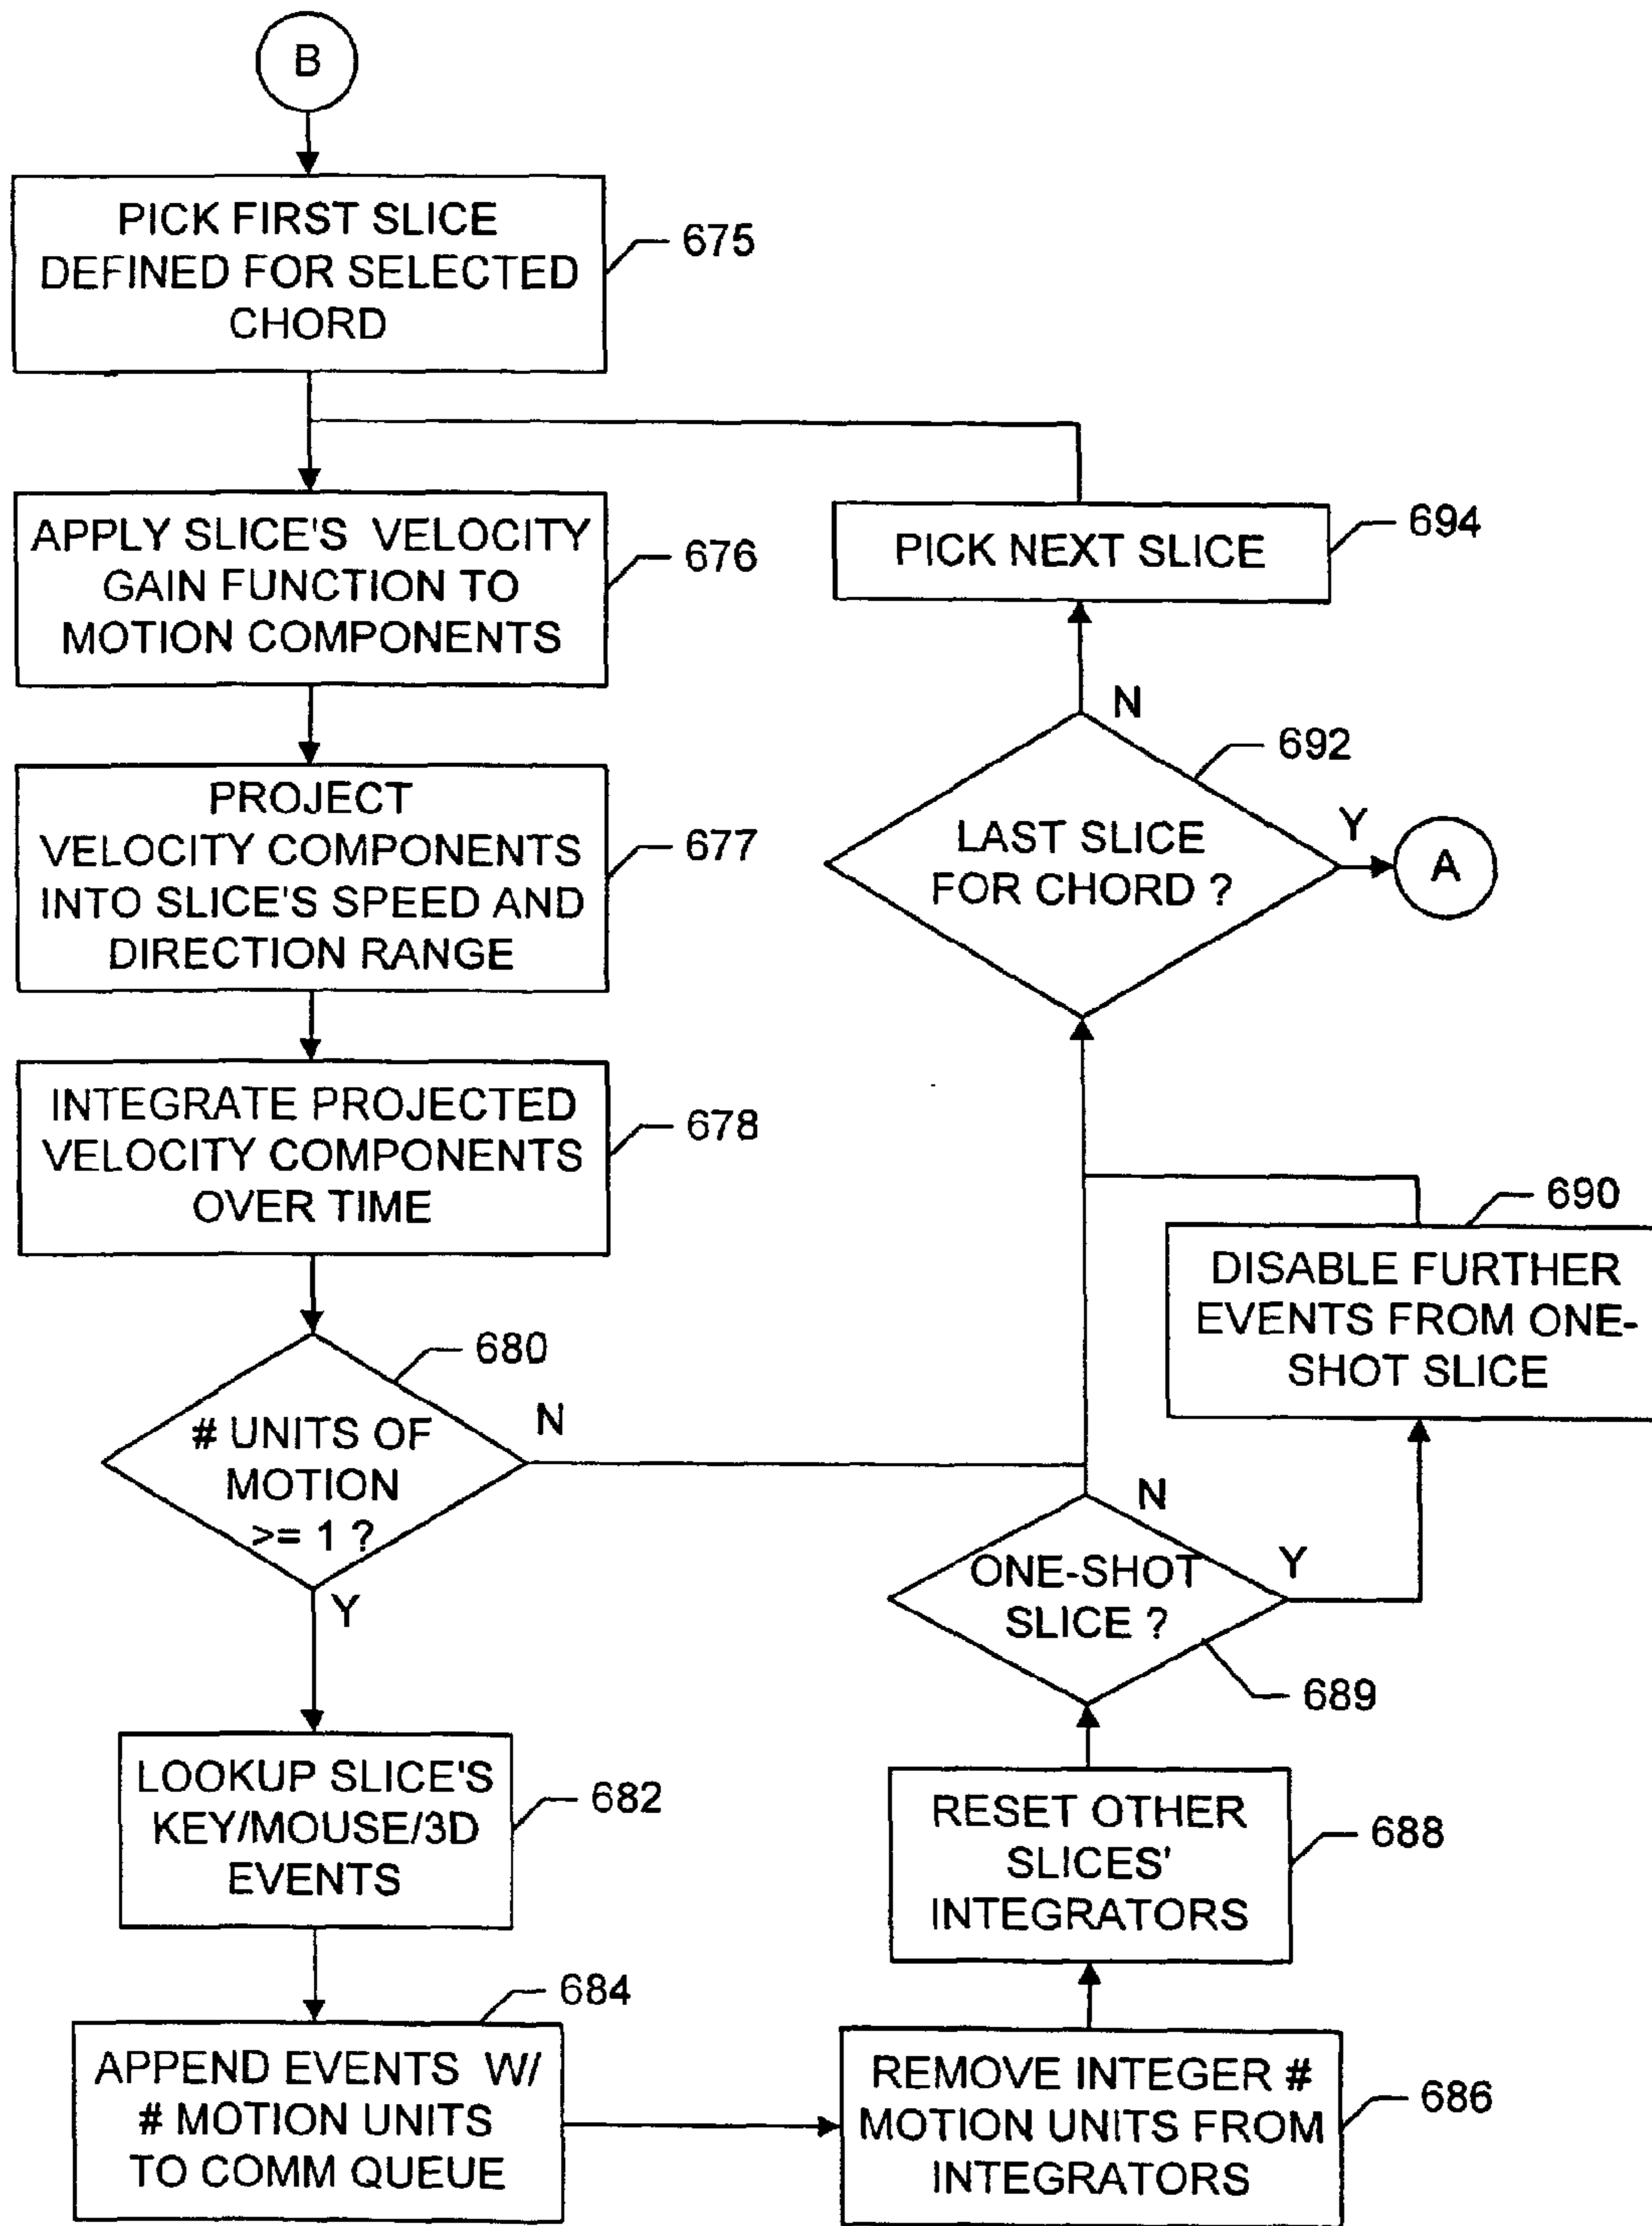 B
PICK FIRST SLICE
DEFINED FOR SELECTED
CHORD
675
APPLY SLICE'S VELOCITY
GAIN FUNCTION TO
MOTION COMPONENTS
676
PROJECT
VELOCITY COMPONENTS
INTO SLICE'S SPEED AND
DIRECTION RANGE
677
INTEGRATE PROJECTED
VELOCITY COMPONENTS
OVER TIME
678
# UNITS OF
MOTION
>= 1 ?
680
N
Y
LOOKUP SLICE'S
KEY/MOUSE/3D
EVENTS
682
APPEND EVENTS W/
# MOTION UNITS
TO COMM QUEUE
684
REMOVE INTEGER #
MOTION UNITS FROM
INTEGRATORS
686
RESET OTHER
SLICES'
INTEGRATORS
688
ONE-SHOT
SLICE ?
689
N
Y
DISABLE FURTHER
EVENTS FROM ONE-
SHOT SLICE
690
LAST SLICE
FOR CHORD ?
692
N
Y
A
PICK NEXT SLICE
694